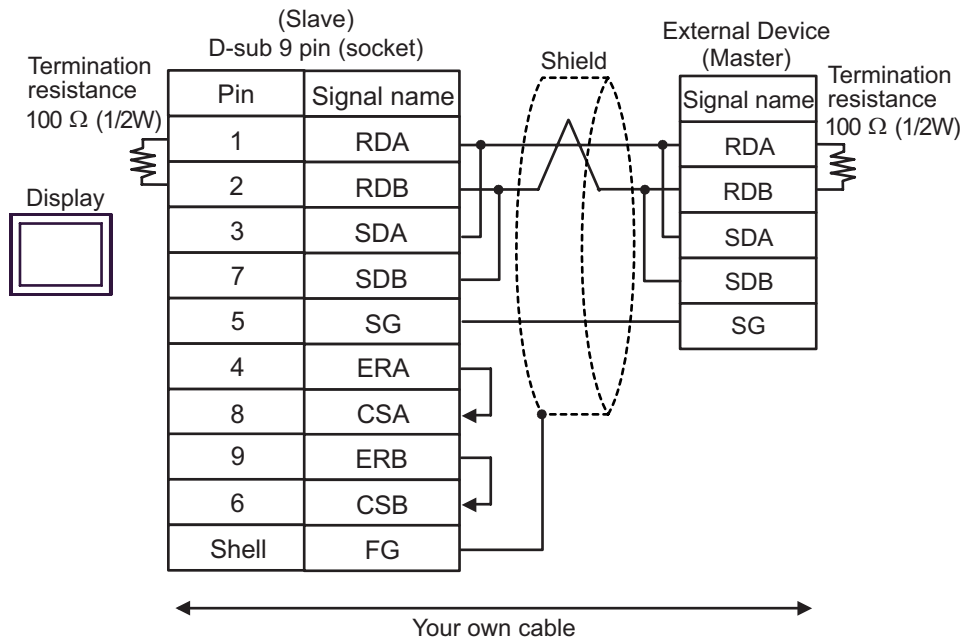 (Slave)
D-sub 9 pin (socket)
Termination
resistance
100 Ω (1/2W)
Display
Pin Signal name
1 RDA
2 RDB
3 SDA
7 SDB
5 SG
4 ERA
8 CSA
9 ERB
6 CSB
Shell FG
Shield
External Device
(Master)
Signal name
RDA
RDB
SDA
SDB
SG
Termination
resistance
100 Ω (1/2W)
Your own cable